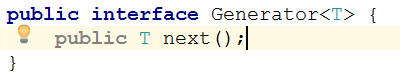 public interface Generator<T> {
    public T next();
}